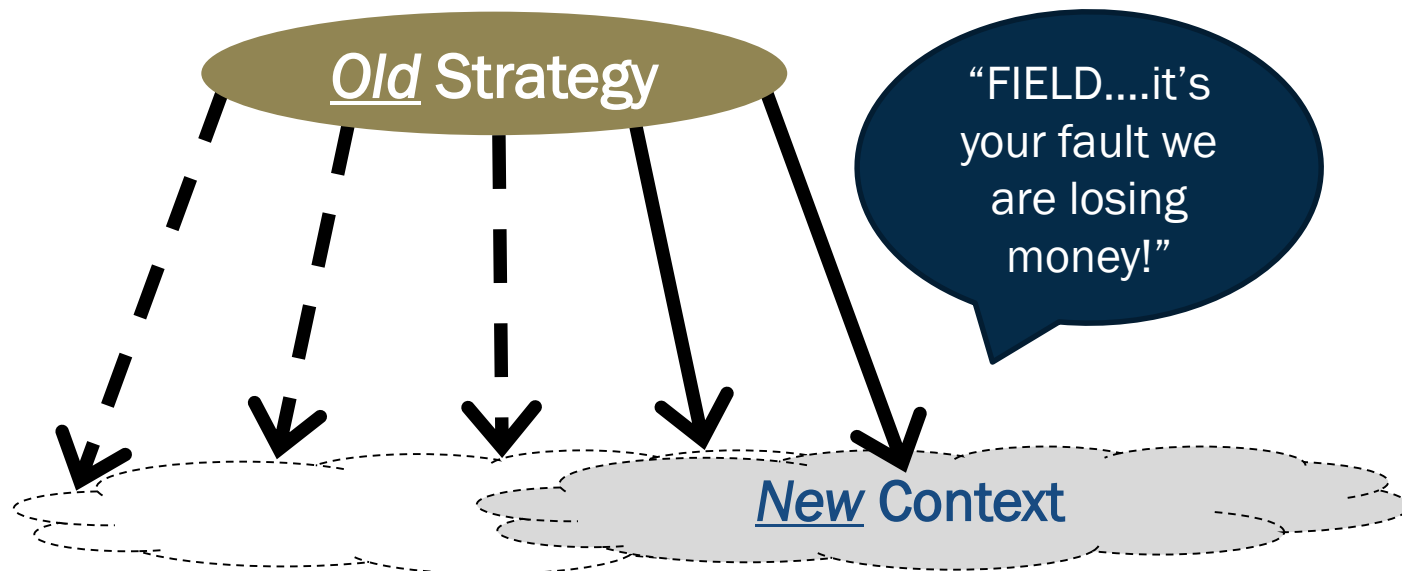 Old Strategy
“FIELD....it’s
your fault we
are losing
money!”
New Context